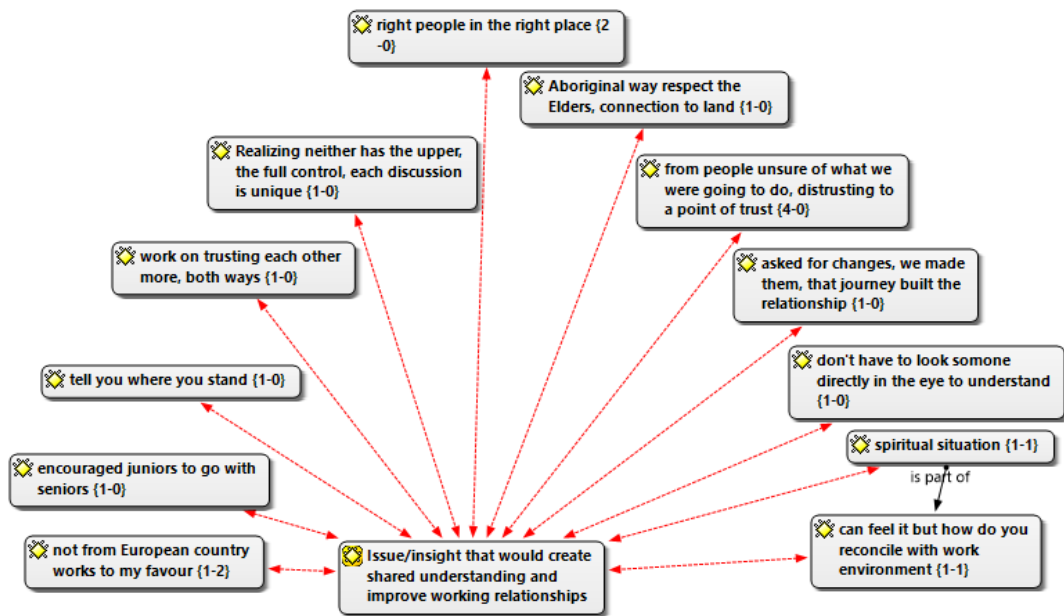 right people in the right place {2
-0}
Aboriginal way respect the
Elders, connection to land {1-0}
Realizing neither has the upper,
the full control, each discussion
is unique {1-0}
from people unsure of what we
were going to do, distrusting to
a point of trust {4-0}
work on trusting each other
more, both ways {1-0}
asked for changes, we made
them, that journey built the
relationship {1-0}
don't have to look somone
directly in the eye to understand
{1-0}
tell you where you stand {1-0}
spiritual situation {1-1}
is part of
encouraged juniors to go with
seniors {1-0}
can feel it but how do you
reconcile with work
environment {1-1}
not from European country
works to my favour {1-2}
Issue/insight that would create
shared understanding and
improve working relationships